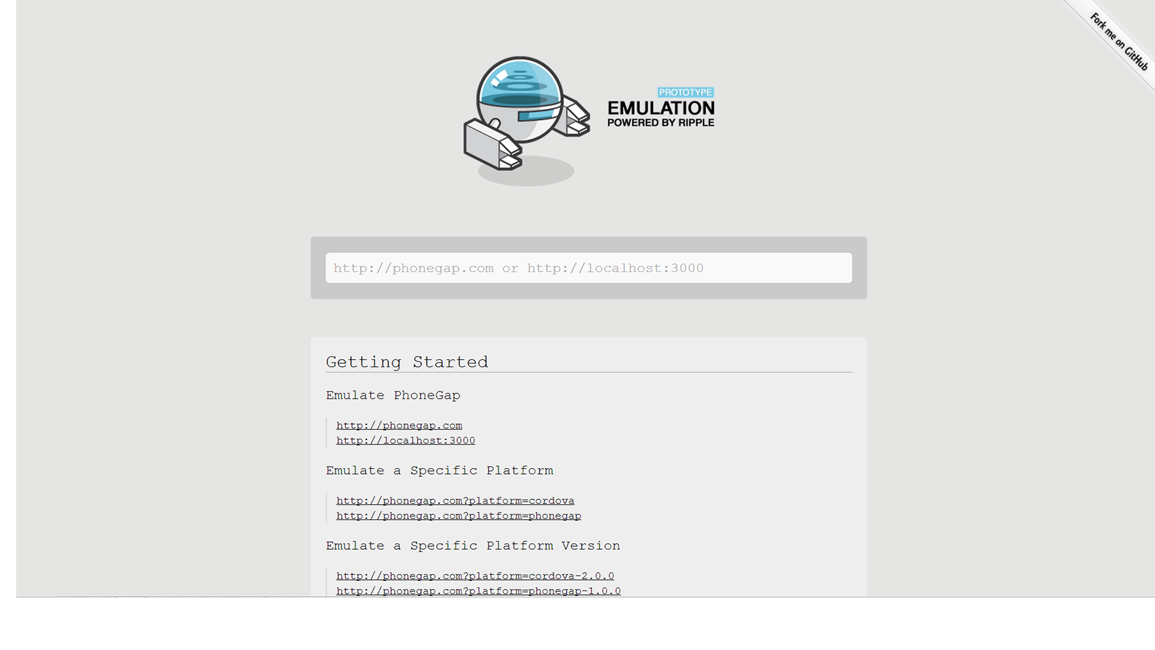 Fork me on GitHub
PROTOTYPE
EMULATION
POWERED BY RIPPLE
http://phonegap.com or http://localhost:3000
Getting Started
Emulate PhoneGap
http://phonegap.com
http://localhost:3000
Emulate a Specific Platform
http://phonegap.com?platform=cordova
http://phonegap.com?platform=phonegap
Emulate a Specific Platform Version
http://phonegap.com?platform=cordova-2.0.0
http://phonegap.com?platform=phonegap-1.0.0